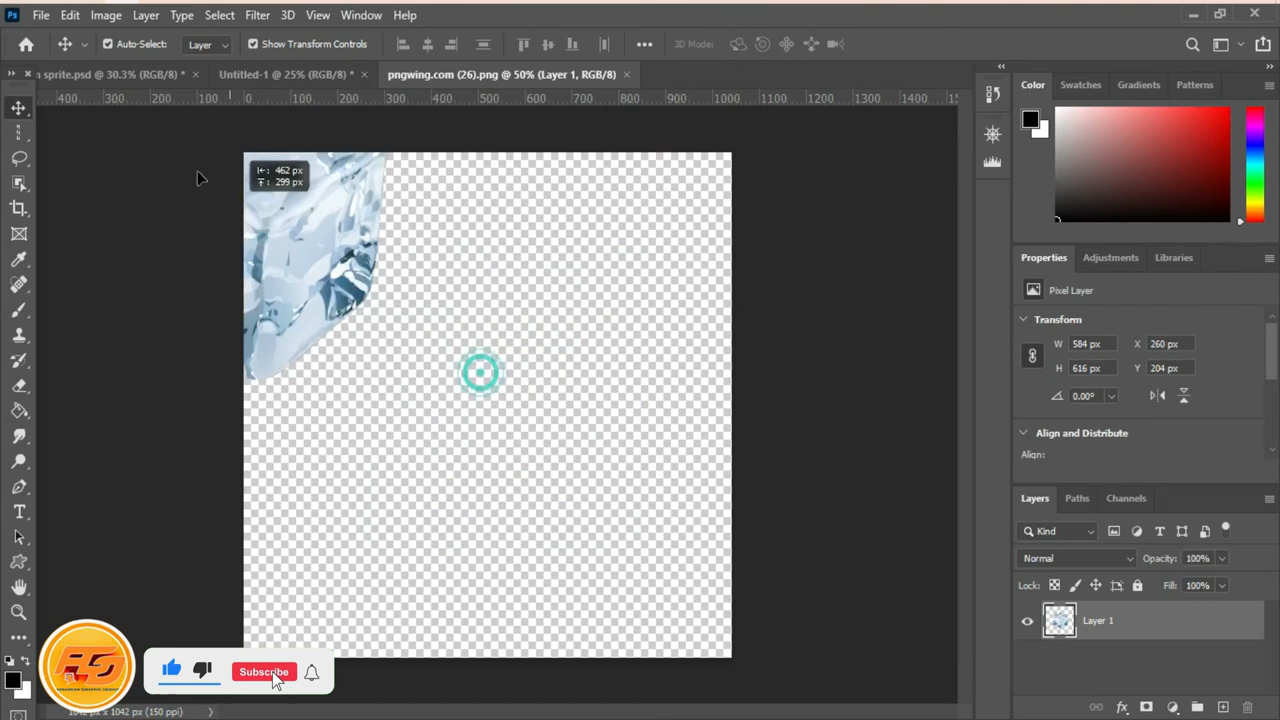 Ps File Edit Image Layer Type Select Filter 3D View Window Help
Auto-Select: Layer Show Transform Controls 3D Mode:
m sprite.psd @ 30.3% (RGB/8) * Untitled-1 @ 25% (RGB/8) * pngwing.com (26).png @ 50% (Layer 1, RGB/8)
400 300 200 100 0 100 200 300 400 500 600 700 800 900 1000 1100 1200 1300 1400
462 px
299 px
Color Swatches Gradients Patterns
Properties Adjustments Libraries
Pixel Layer
Transform
W 584 px X 260 px
H 616 px Y 204 px
0.00°
Align and Distribute
Align:
Layers Paths Channels
Kind
Normal Opacity: 100%
Lock: Fill: 100%
Layer 1
Subscribe
1042 px x 1042 px (150 ppi)